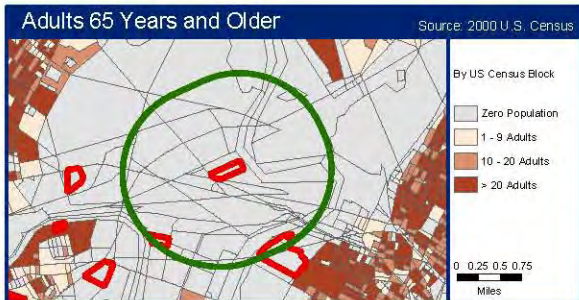 Adults 65 Years and Older
Source: 2000 U.S. Census
By US Census Block
Zero Population
1 - 9 Adults
10 - 20 Adults
> 20 Adults
0 0.25 0.5 0.75
Miles